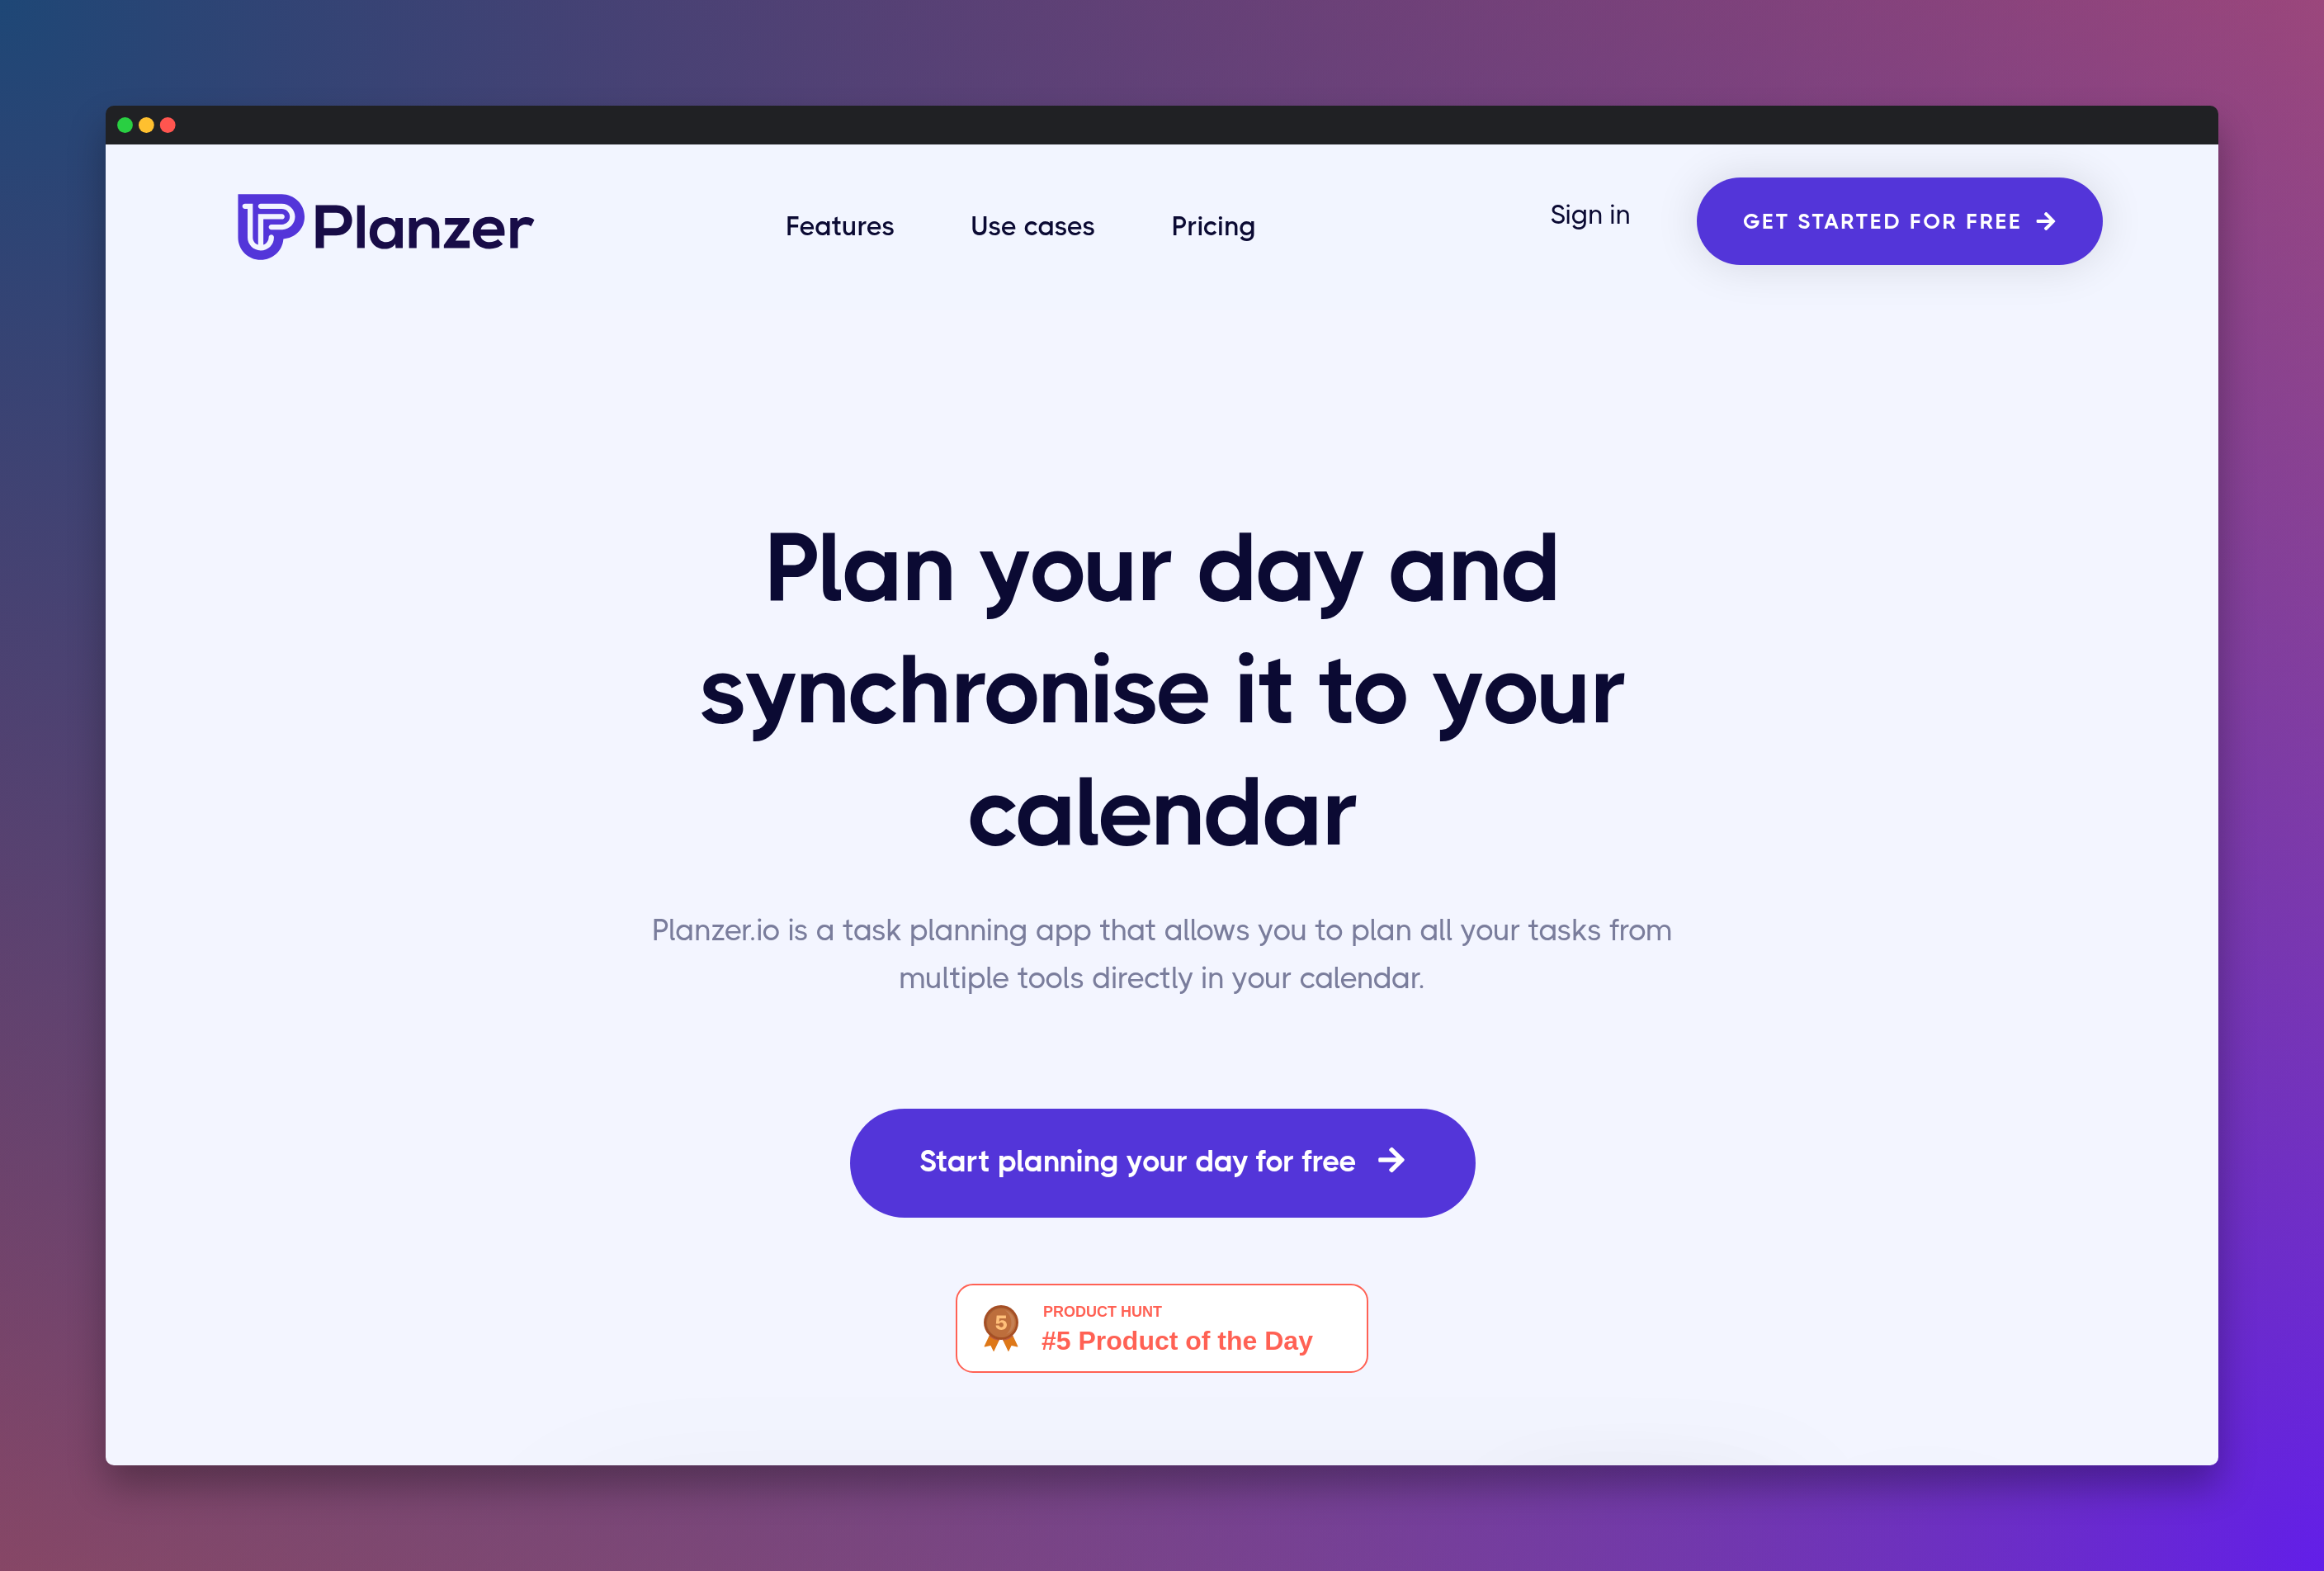 Planzer
Features
Use cases
Pricing
Sign in
GET STARTED FOR FREE
Plan your day and
synchronise it to your
calendar
Planzer.io is a task planning app that allows you to plan all your tasks from
multiple tools directly in your calendar.
Start planning your day for free
5
PRODUCT HUNT
#5 Product of the Day